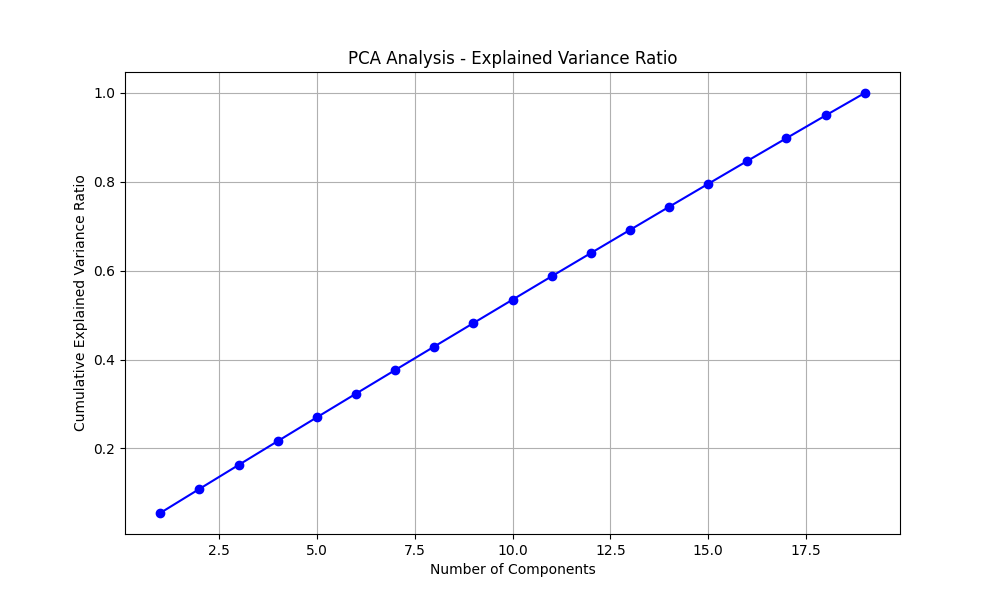 PCA Analysis - Explained Variance Ratio
1.0
0.8
0.6
0.4
0.2
Cumulative Explained Variance Ratio
2.5 5.0 7.5 10.0 12.5 15.0 17.5
Number of Components